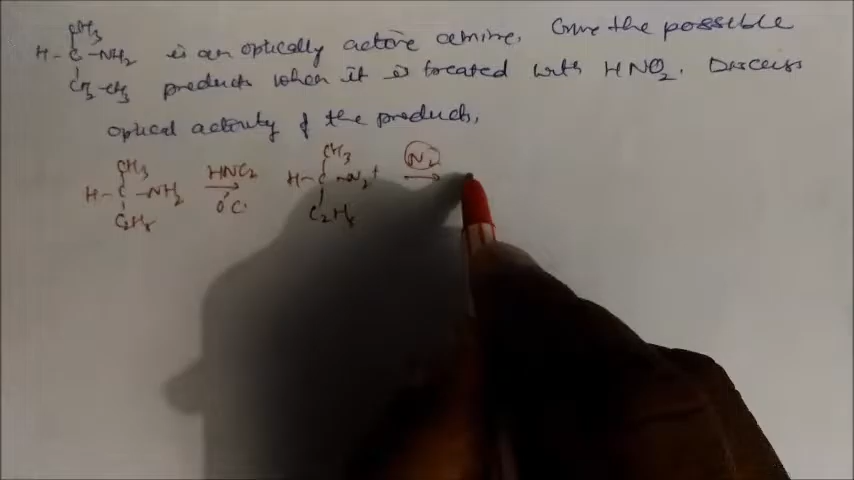 CH3
H-C-NH2 is an optically active amine. Give the possible
CH2-CH3 products when it is treated with HNO2. Discuss
optical activity of the products.
CH3 CH3
H-C-NH2 HNO2 → 0°C H-C-N2+ N2 →
C2H5 C2H5